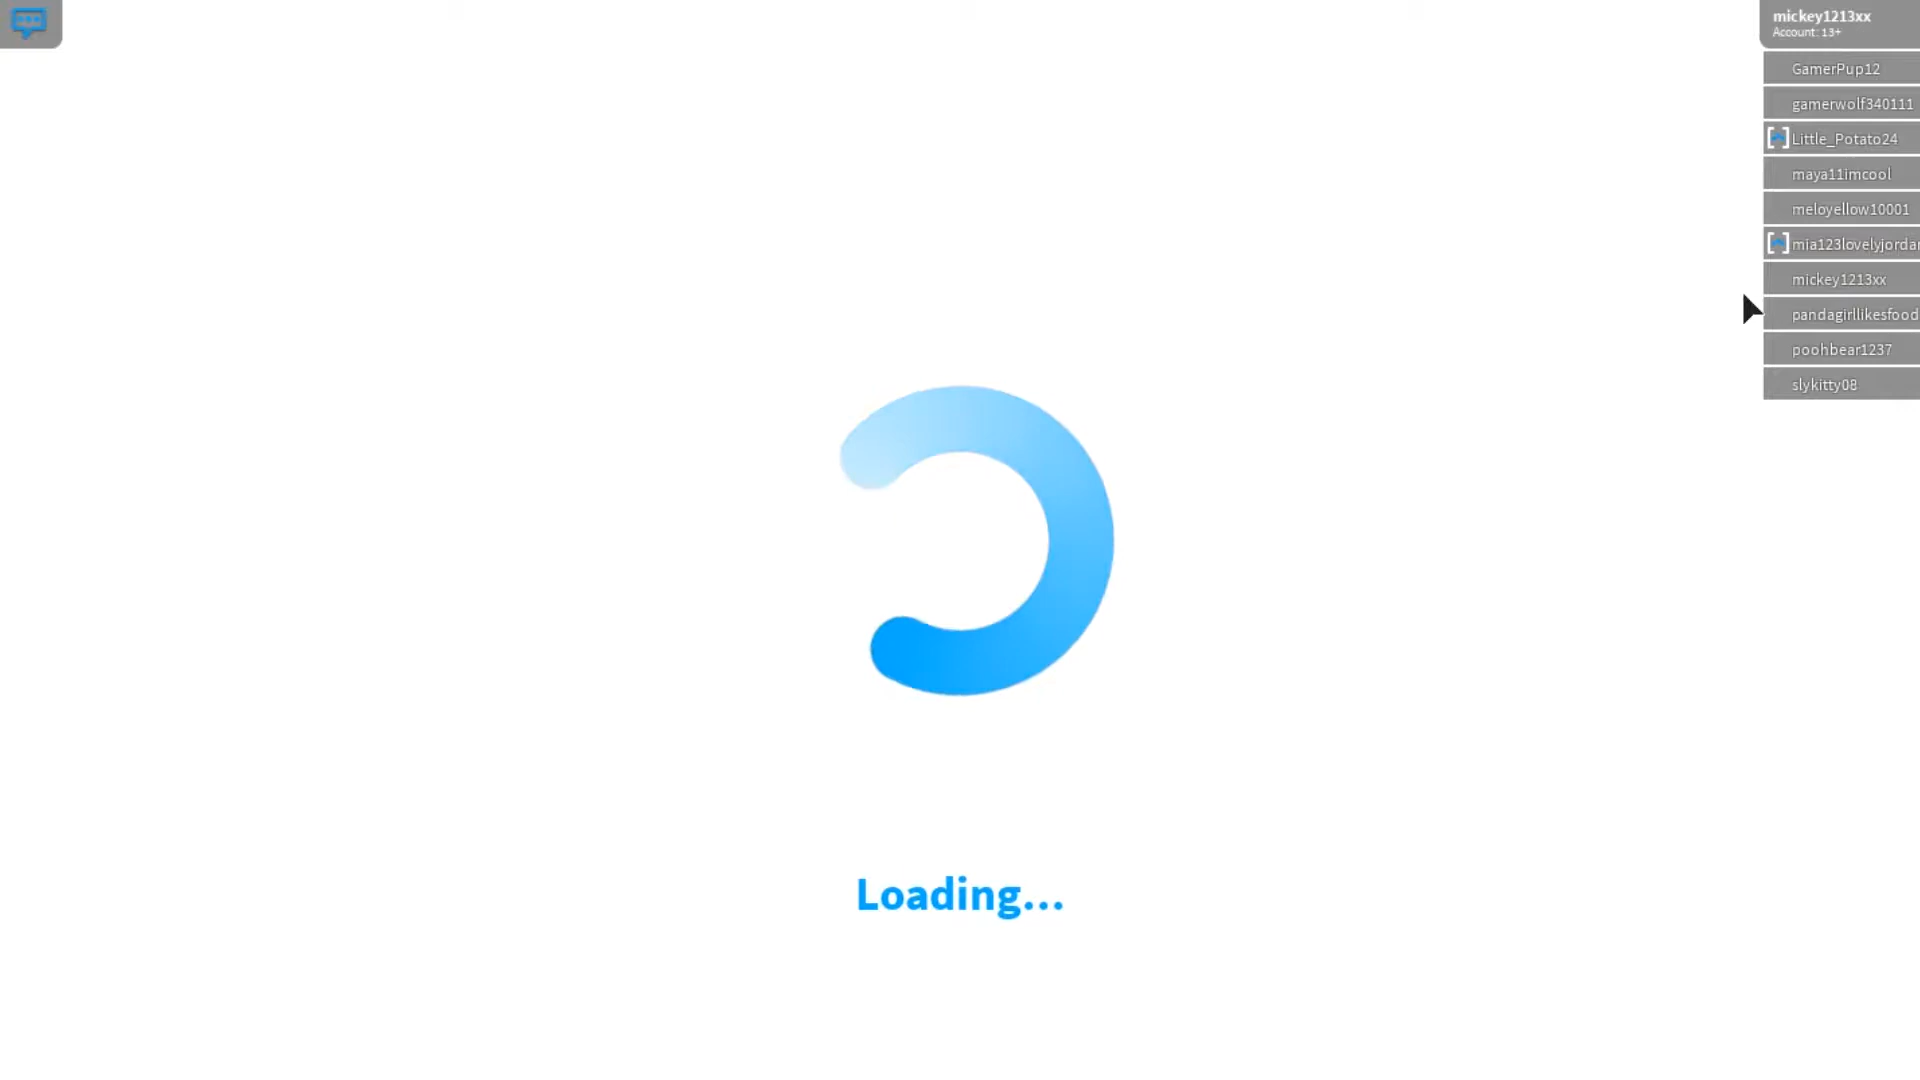 mickey1213xx
Account: 13+
GamerPup12
gamerwolf340111
Little_Potato24
maya11imcool
meloyellow10001
mia123lovelyjordan
mickey1213xx
pandagirllikesfood
poohbear1237
slykitty08
Loading...